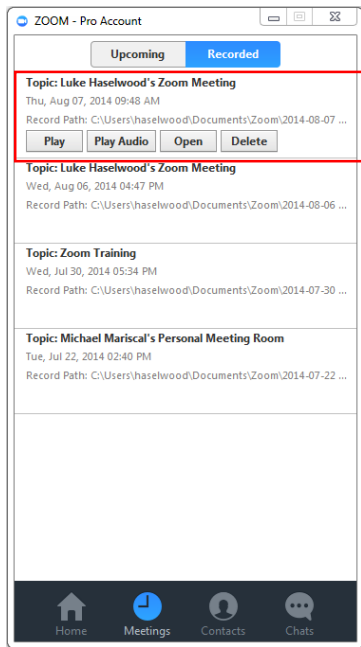 ZOOM - Pro Account
Upcoming Recorded
Topic: Luke Haselwood's Zoom Meeting
Thu, Aug 07, 2014 09:48 AM
Record Path: C:\Users\haselwood\Documents\Zoom\2014-08-07 ...
Play Play Audio Open Delete
Topic: Luke Haselwood's Zoom Meeting
Wed, Aug 06, 2014 04:47 PM
Record Path: C:\Users\haselwood\Documents\Zoom\2014-08-06 ...
Topic: Zoom Training
Wed, Jul 30, 2014 05:34 PM
Record Path: C:\Users\haselwood\Documents\Zoom\2014-07-30 ...
Topic: Michael Mariscal's Personal Meeting Room
Tue, Jul 22, 2014 02:40 PM
Record Path: C:\Users\haselwood\Documents\Zoom\2014-07-22 ...
Home Meetings Contacts Chats